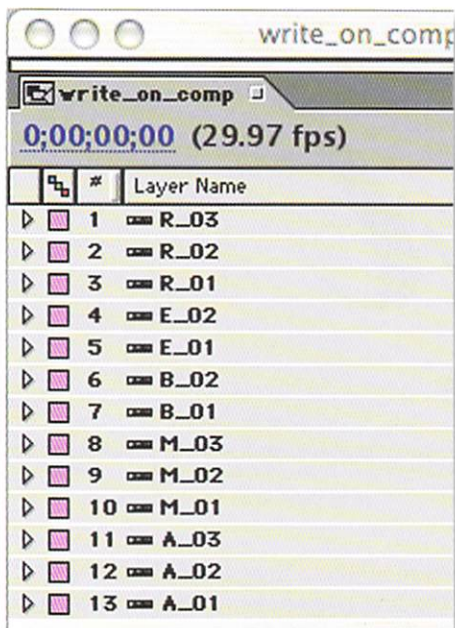 write_on_comp
write_on_comp
0;00;00;00 (29.97 fps)
# Layer Name
1 R_03
2 R_02
3 R_01
4 E_02
5 E_01
6 B_02
7 B_01
8 M_03
9 M_02
10 M_01
11 A_03
12 A_02
13 A_01